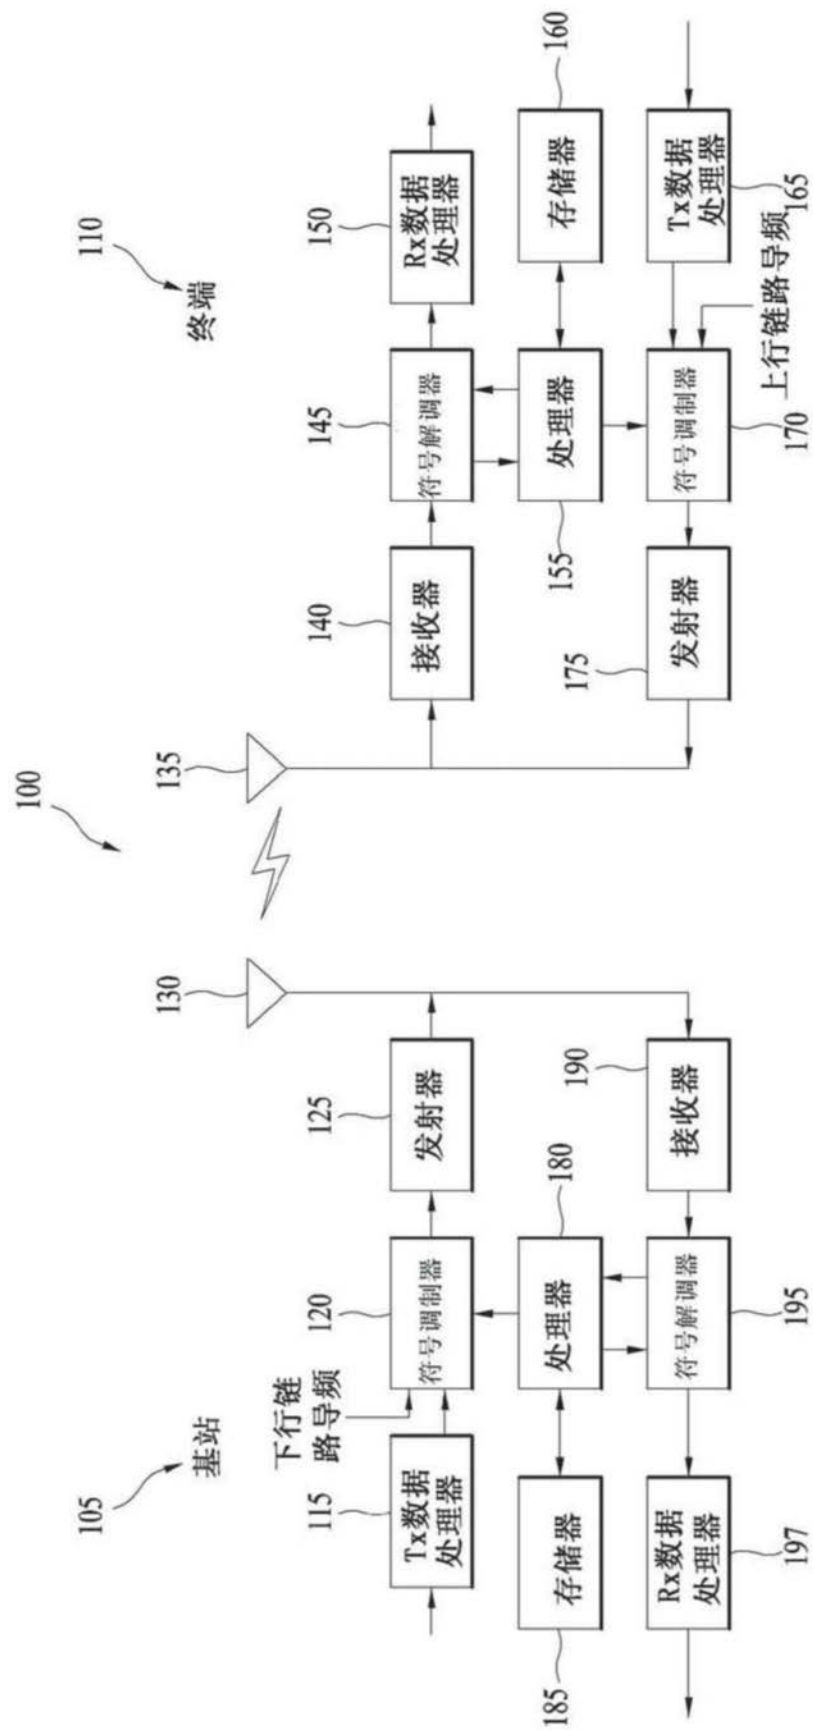 100
105
基站
110
终端
130
135
下行链
路导频
115
Tx数据
处理器
120
符号调制器
125
发射器
140
接收器
145
符号解调器
150
Rx数据
处理器
185
存储器
处理器
180
155
处理器
存储器
160
Rx数据
处理器
197
符号解调器
195
190
接收器
175
发射器
符号调制器
170
上行链路导频
Tx数据
处理器
165